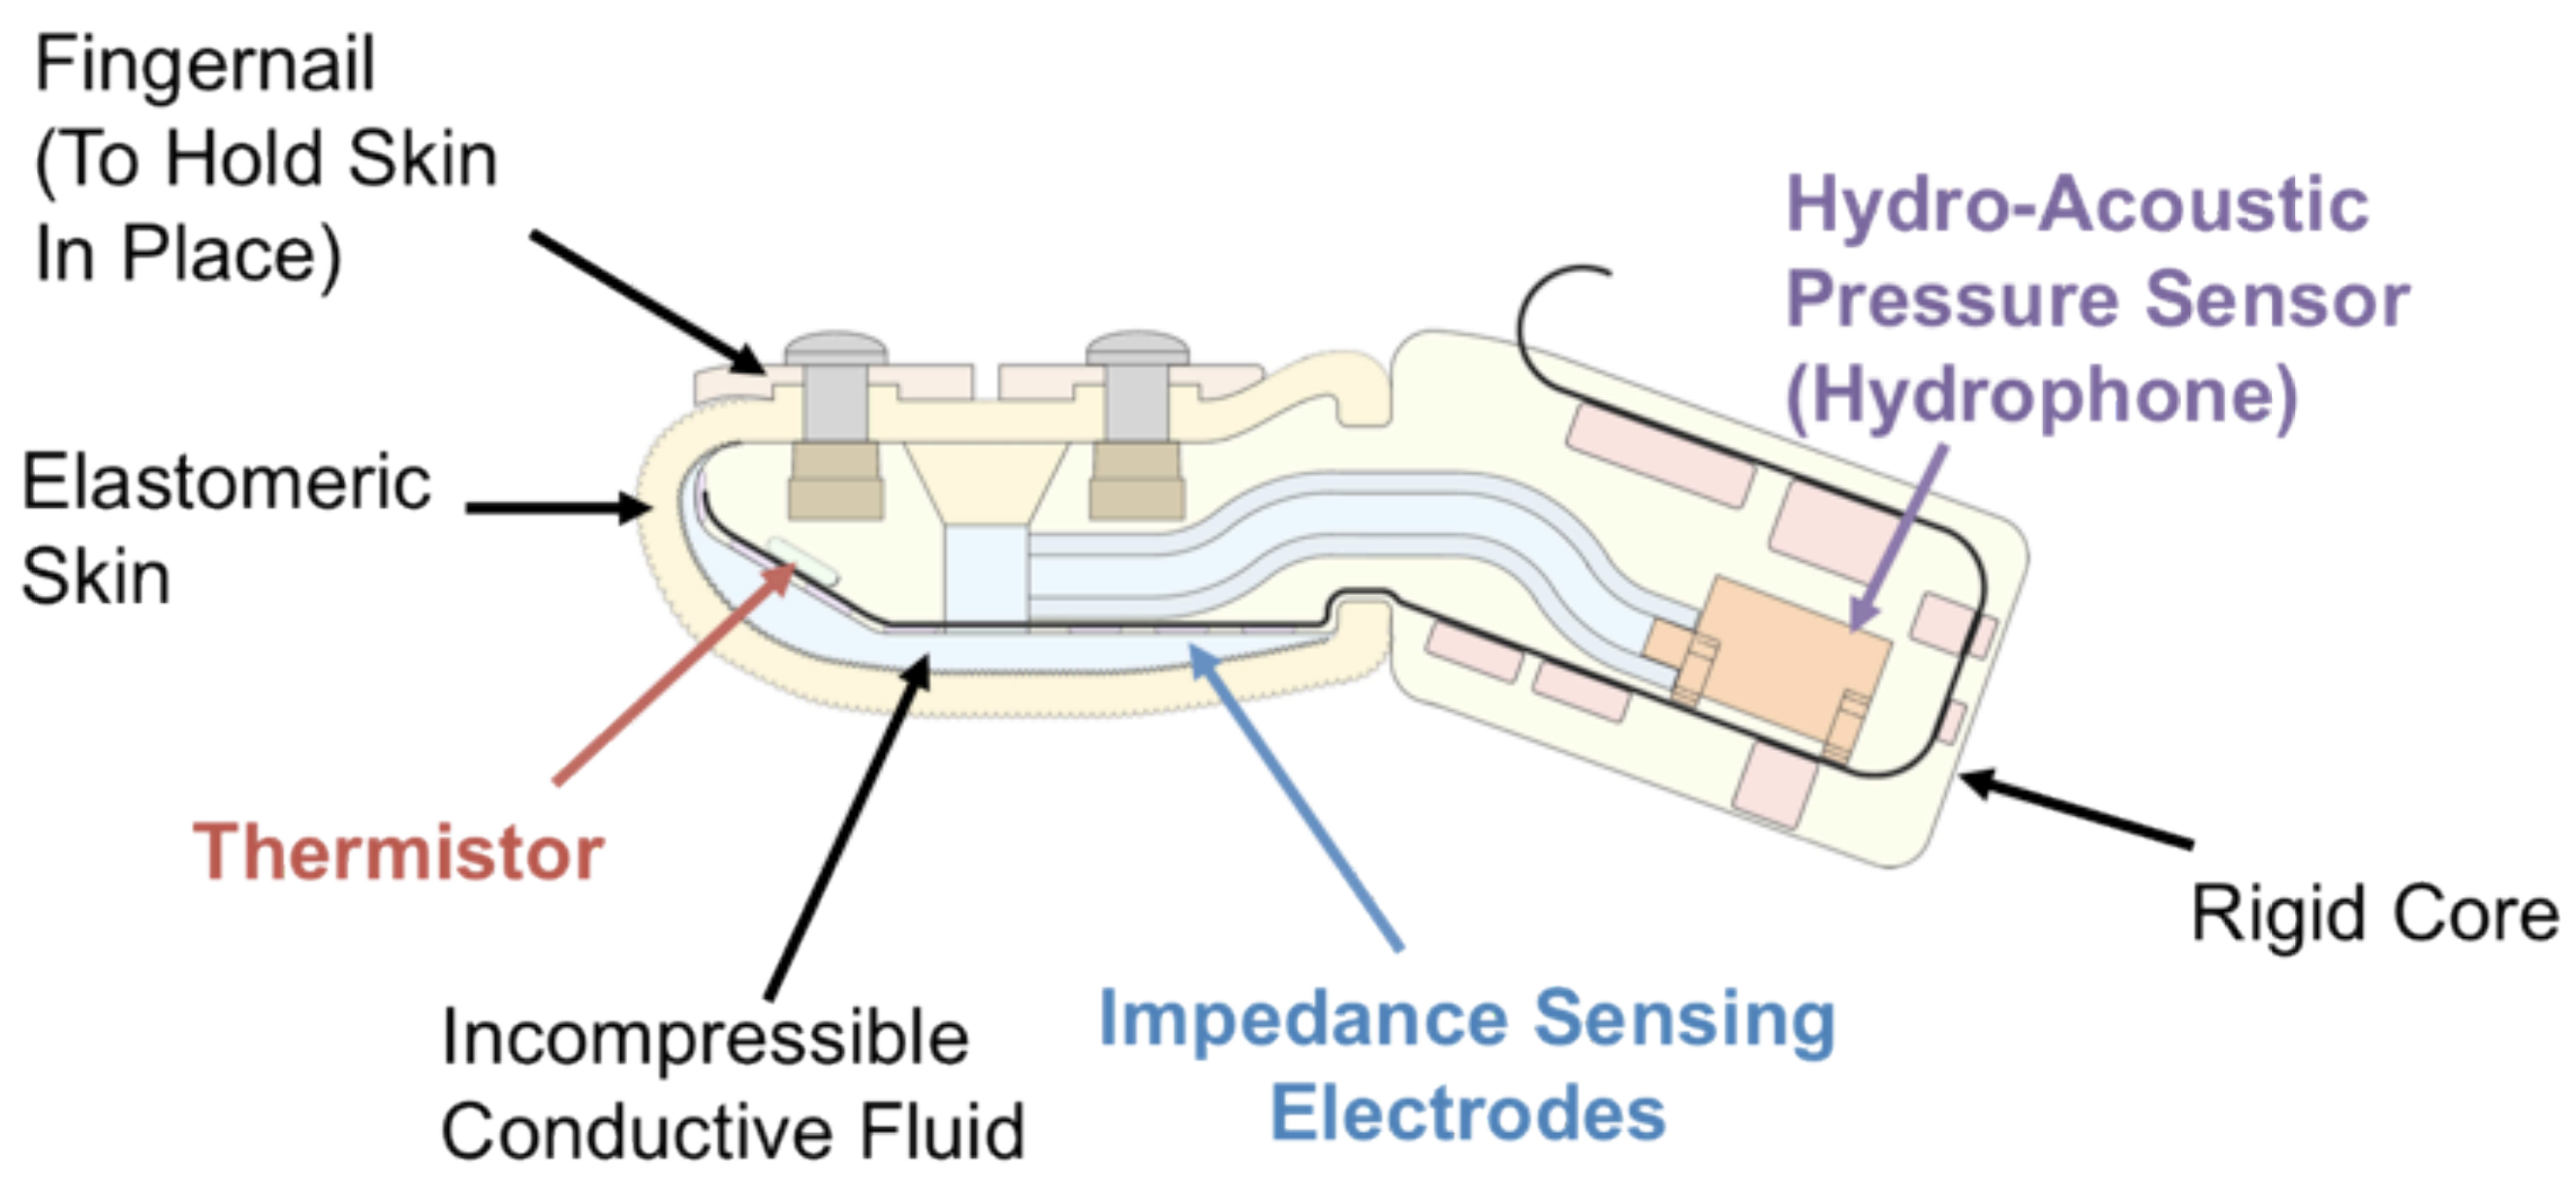 Fingernail
(To Hold Skin
In Place)
Hydro-Acoustic
Pressure Sensor
(Hydrophone)
Elastomeric
Skin
Thermistor
Rigid Core
Incompressible
Conductive Fluid
Impedance Sensing
Electrodes